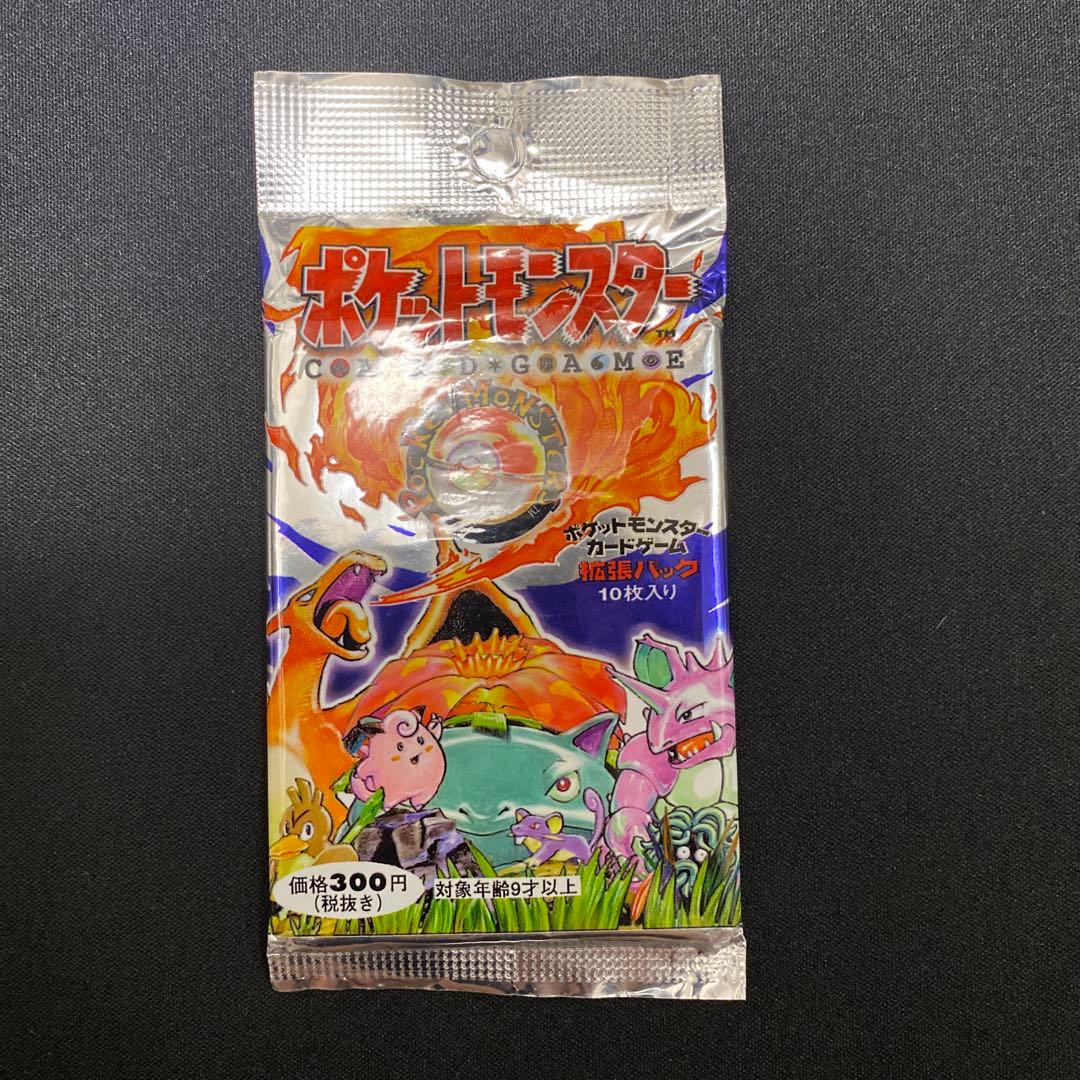 ポケットモンスター
TM
CARD*GAME
POCKET MONSTERS
TM
ポケットモンスター
カードゲーム
拡張パック
10枚入り
価格300円
(税抜き)
対象年齢9才以上